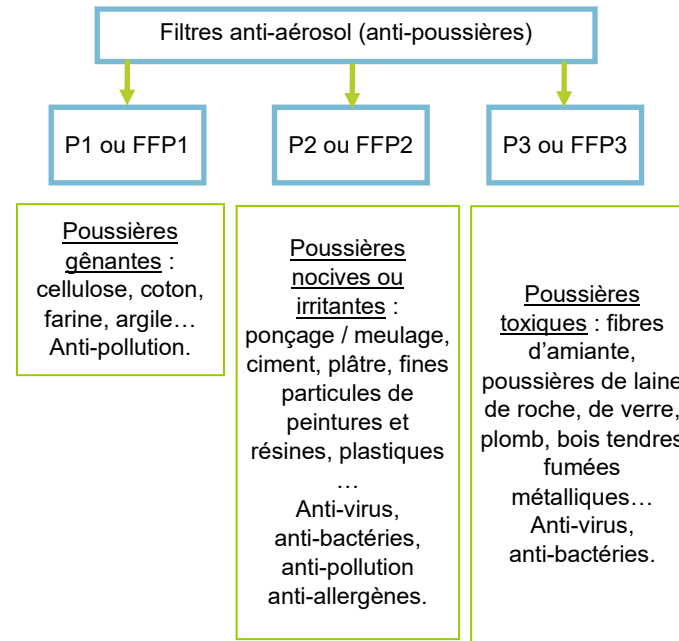 Filtres anti-aérosol (anti-poussières)
P1 ou FFP1
P2 ou FFP2
P3 ou FFP3
Poussières
gênantes :
cellulose, coton,
farine, argile…
Anti-pollution.
Poussières
nocives ou
irritantes :
ponçage / meulage,
ciment, plâtre, fines
particules de
peintures et
résines, plastiques
…
Anti-virus,
anti-bactéries,
anti-pollution
anti-allergènes.
Poussières
toxiques : fibres
d’amiante,
poussières de laine
de roche, de verre,
plomb, bois tendres
fumées
métalliques…
Anti-virus,
anti-bactéries.